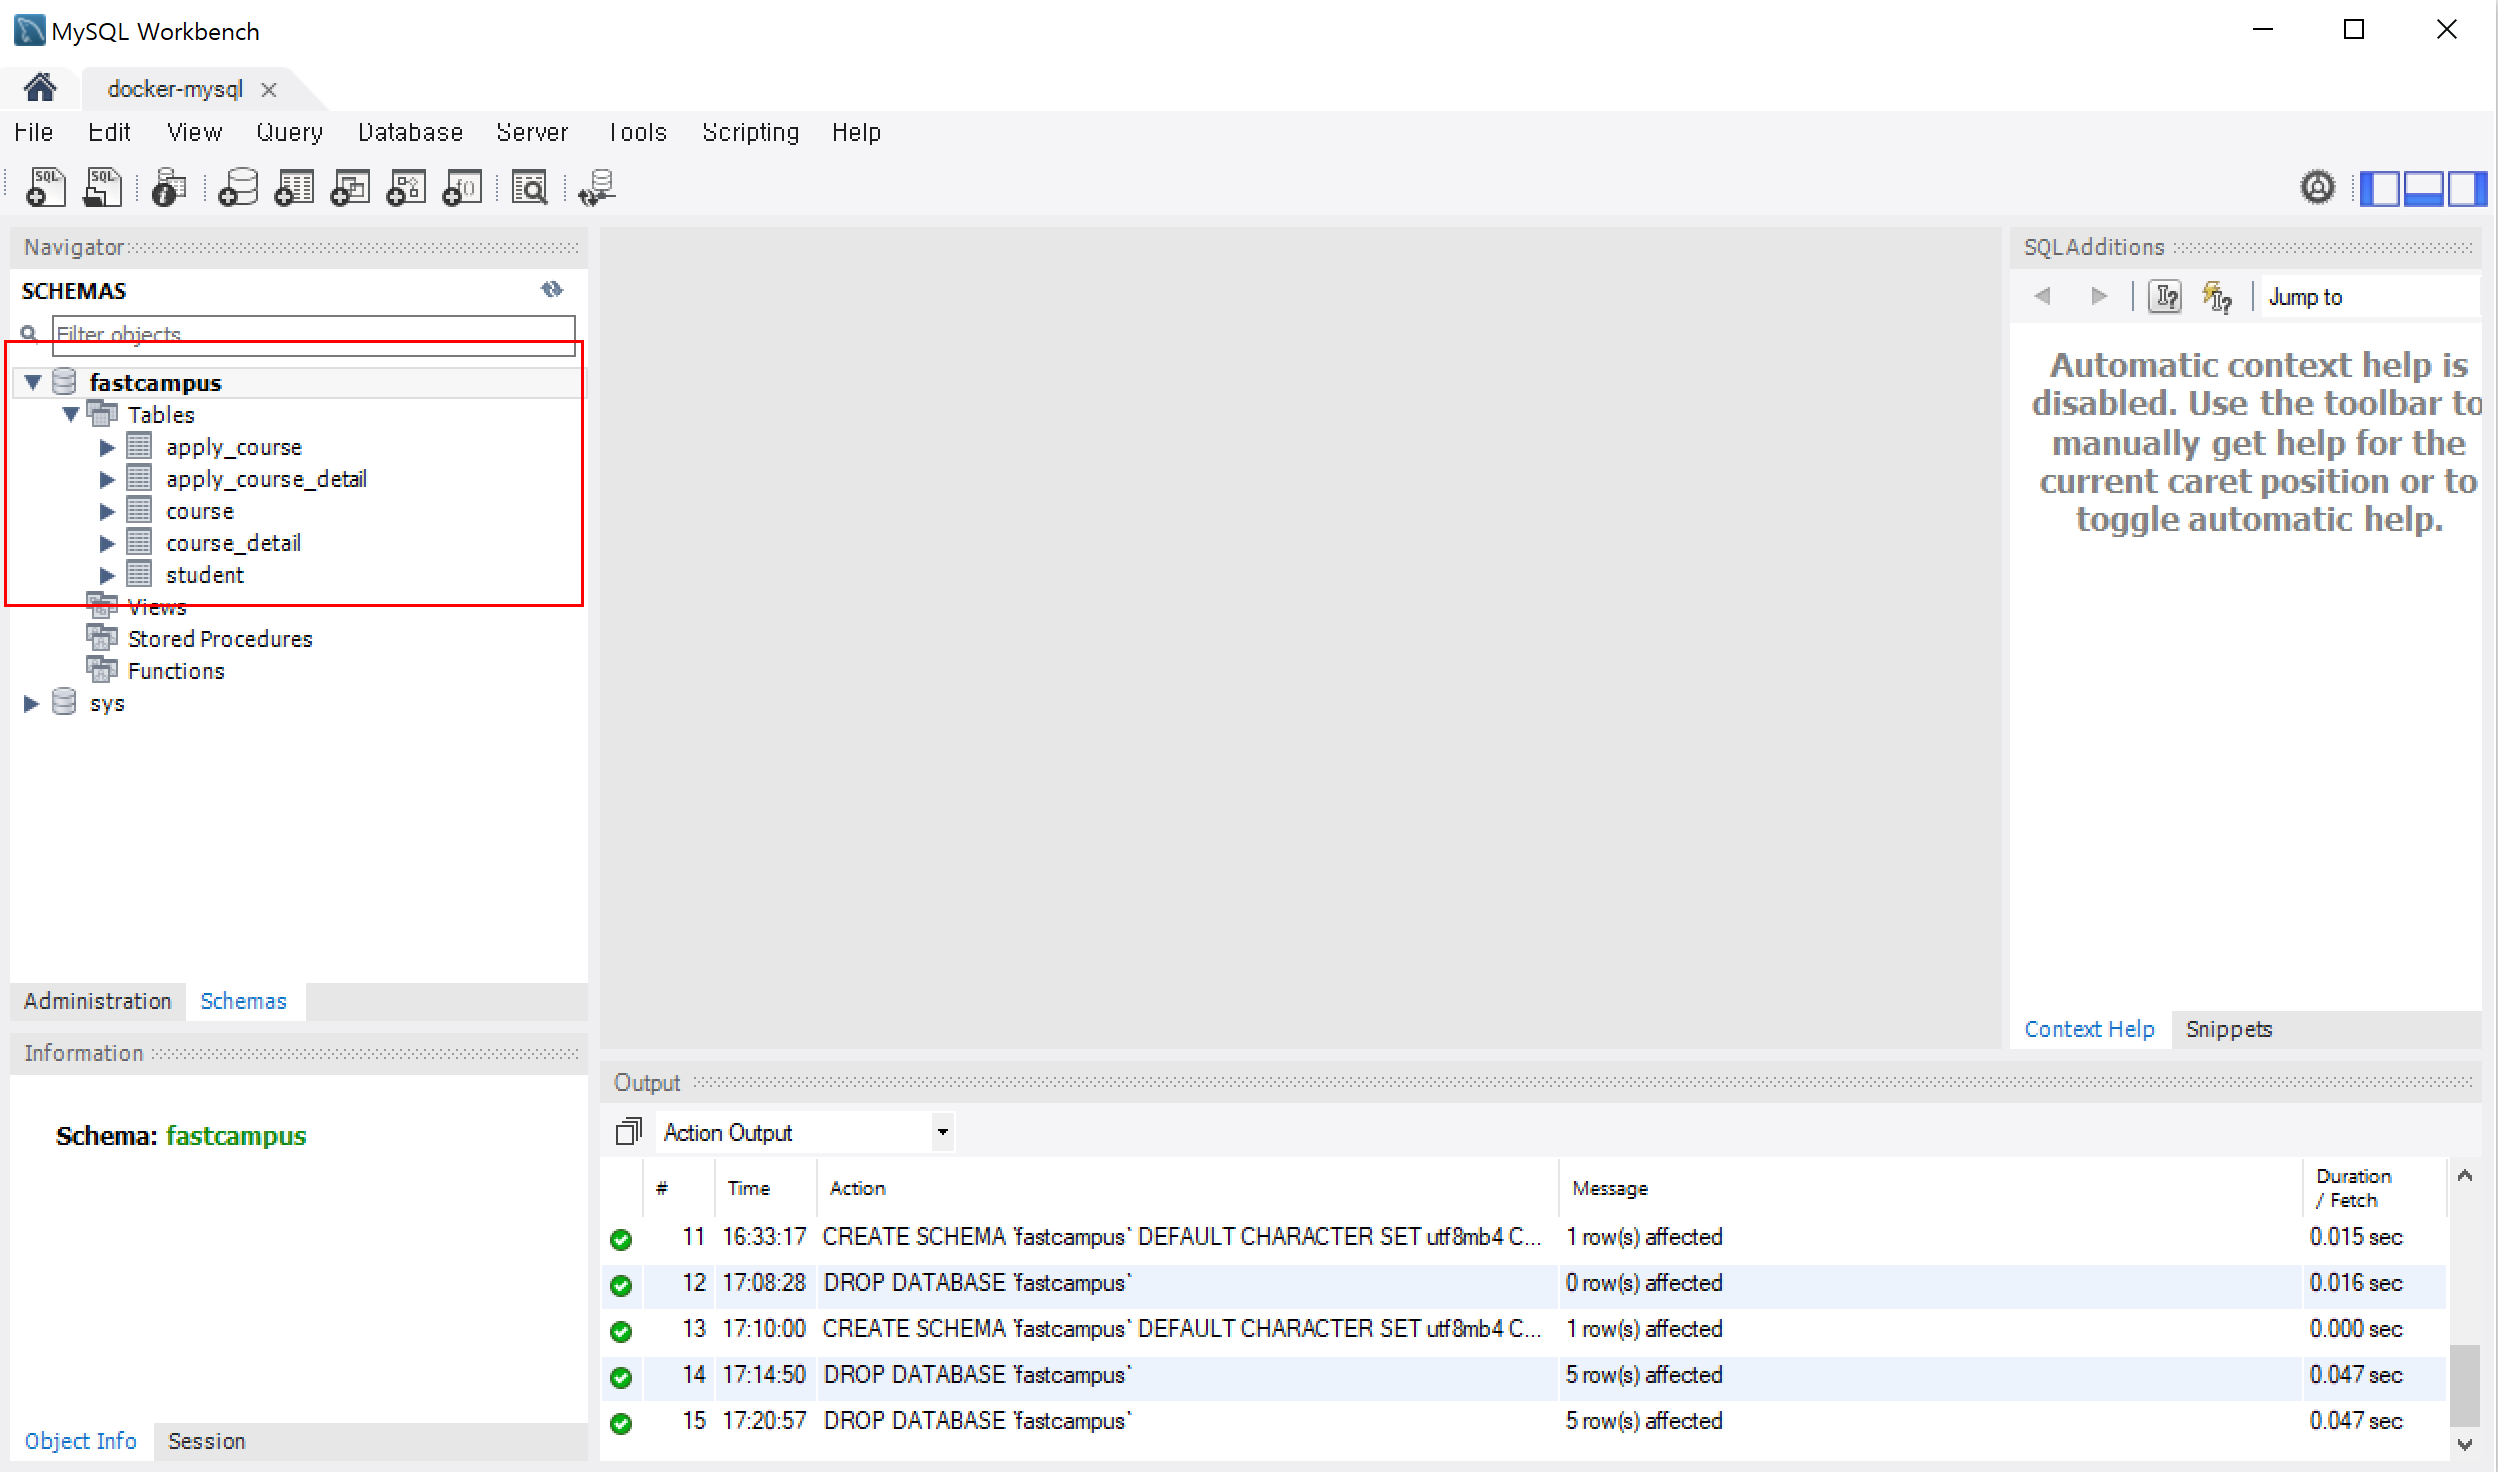 MySQL Workbench
docker-mysql
File Edit View Query Database Server Tools Scripting Help
Navigator
SCHEMAS
Filter objects
fastcampus
Tables
apply_course
apply_course_detail
course
course_detail
student
Views
Stored Procedures
Functions
sys
Administration Schemas
Information
Schema: fastcampus
Object Info Session
SQLAdditions
Jump to
Automatic context help is
disabled. Use the toolbar to
manually get help for the
current caret position or to
toggle automatic help.
Context Help Snippets
Output
Action Output
# Time Action Message Duration
/ Fetch
11 16:33:17 CREATE SCHEMA `fastcampus` DEFAULT CHARACTER SET utf8mb4 C... 1 row(s) affected 0.015 sec
12 17:08:28 DROP DATABASE `fastcampus` 0 row(s) affected 0.016 sec
13 17:10:00 CREATE SCHEMA `fastcampus` DEFAULT CHARACTER SET utf8mb4 C... 1 row(s) affected 0.000 sec
14 17:14:50 DROP DATABASE `fastcampus` 5 row(s) affected 0.047 sec
15 17:20:57 DROP DATABASE `fastcampus` 5 row(s) affected 0.047 sec